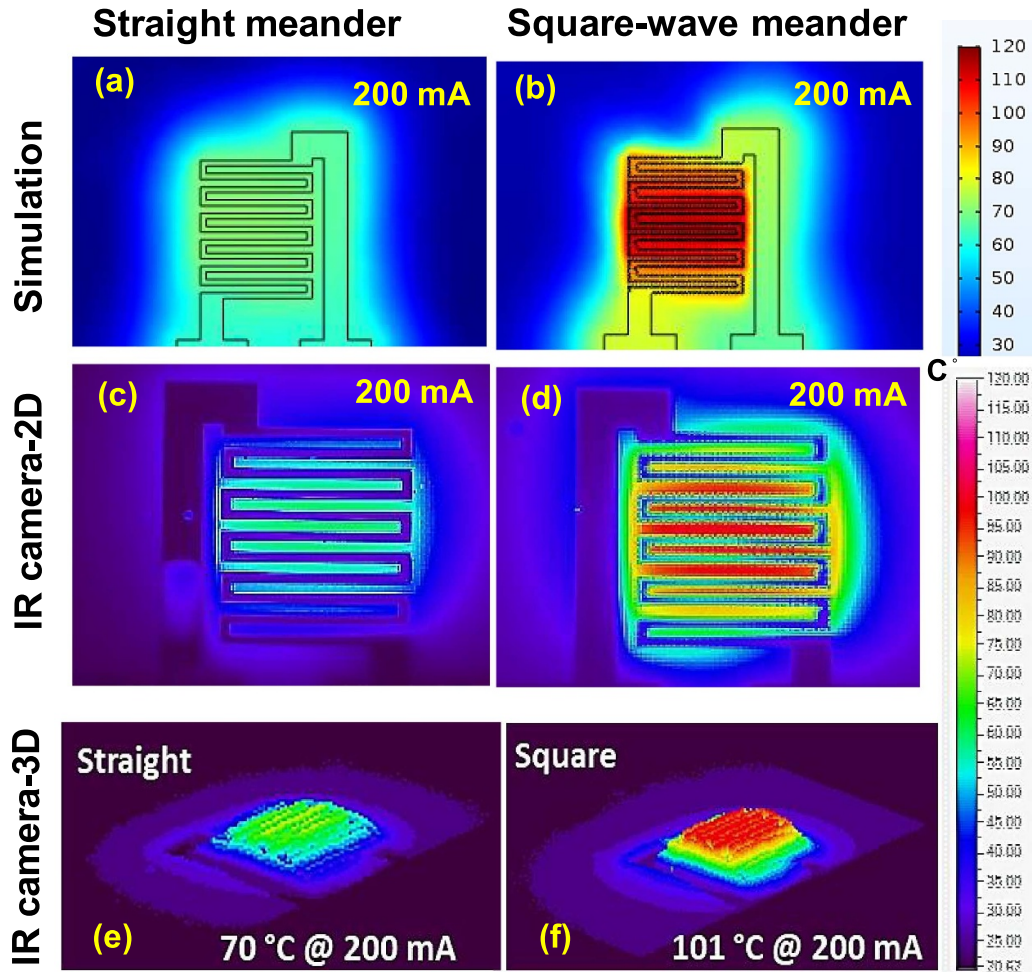 Straight meander
Square-wave meander
Simulation
(a)
200 mA
(b)
200 mA
120
110
100
90
80
70
60
50
40
30
IR camera-2D
(c)
200 mA
(d)
200 mA
C°
120.00
115.00
110.00
105.00
100.00
95.00
90.00
85.00
80.00
75.00
70.00
65.00
60.00
55.00
50.00
45.00
40.00
35.00
30.00
IR camera-3D
Straight
(e)
70 °C @ 200 mA
Square
(f)
101 °C @ 200 mA